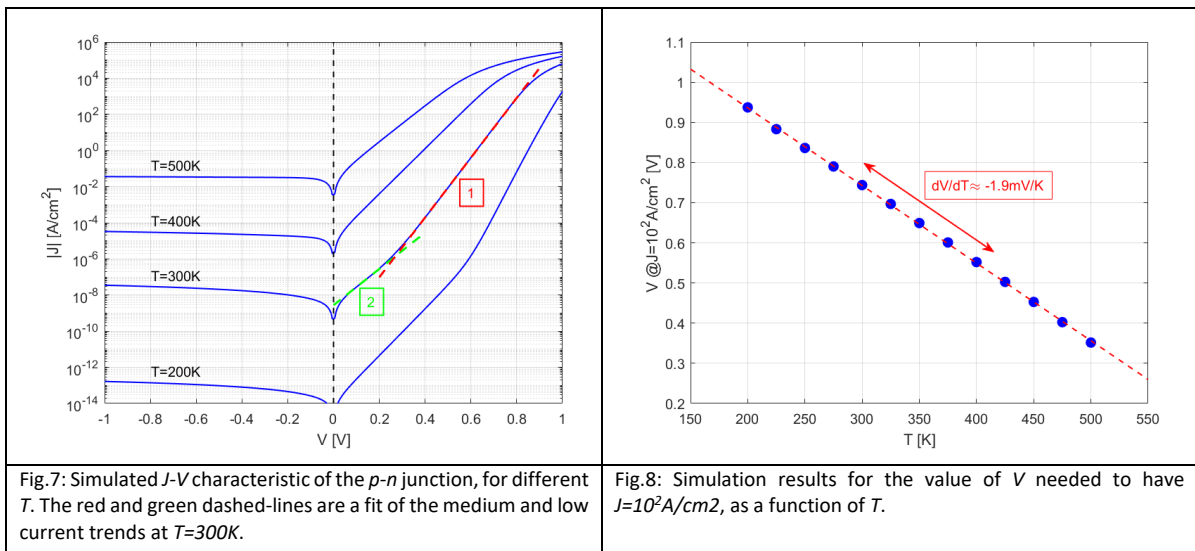 10^6
10^4
10^2
10^0
10^-2
10^-4
10^-6
10^-8
10^-10
10^-12
10^-14
|J| [A/cm^2]
T=500K
T=400K
T=300K
T=200K
1
2
-1 -0.8 -0.6 -0.4 -0.2 0 0.2 0.4 0.6 0.8 1
V [V]
1.1
1
0.9
0.8
0.7
0.6
0.5
0.4
0.3
0.2
V @J=10^2A/cm^2 [V]
dV/dT≈ -1.9mV/K
150 200 250 300 350 400 450 500 550
T [K]
Fig.7: Simulated J-V characteristic of the p-n junction, for different
T. The red and green dashed-lines are a fit of the medium and low
current trends at T=300K.
Fig.8: Simulation results for the value of V needed to have
J=10^2A/cm2, as a function of T.